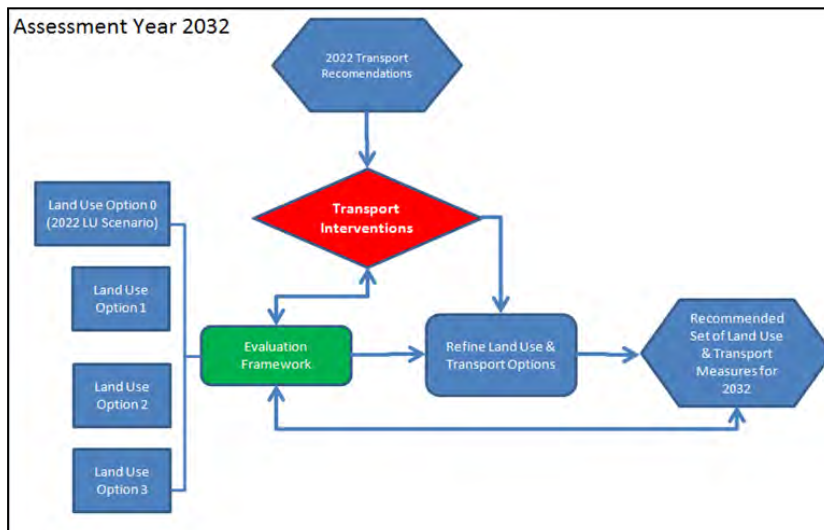 Assessment Year 2032
2022 Transport
Recomendations
Transport
Interventions
Land Use Option 0
(2022 LU Scenario)
Land Use
Option 1
Land Use
Option 2
Land Use
Option 3
Evaluation
Framework
Refine Land Use &
Transport Options
Recommended
Set of Land Use
& Transport
Measures for
2032